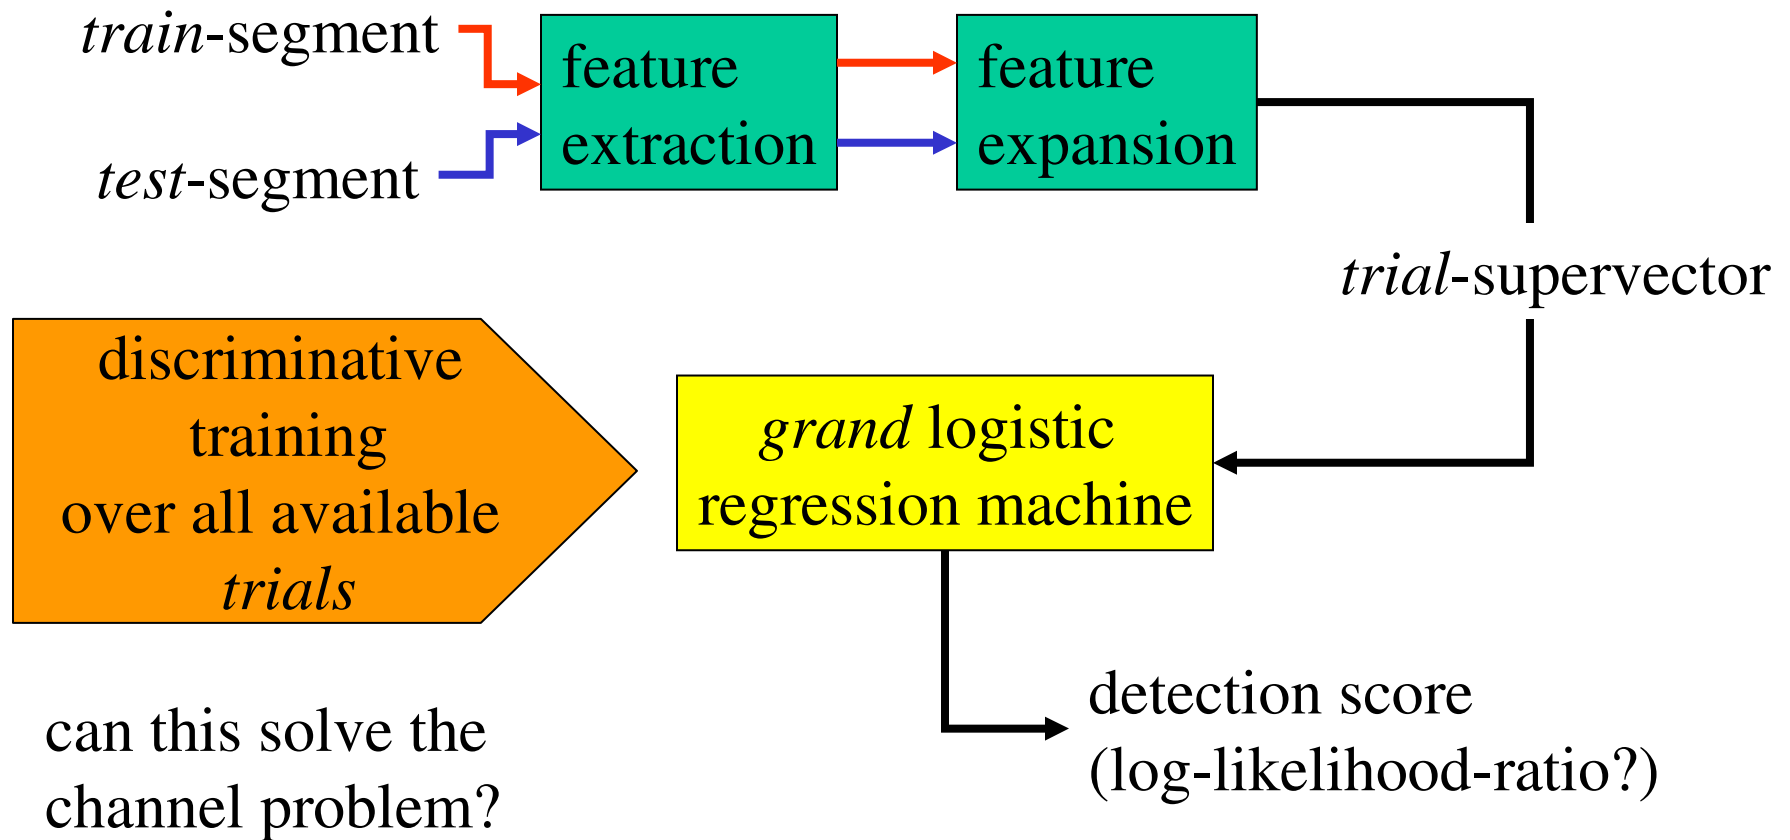 train-segment
test-segment
feature
extraction
feature
expansion
trial-supervector
discriminative
training
over all available
trials
grand logistic
regression machine
can this solve the
channel problem?
detection score
(log-likelihood-ratio?)